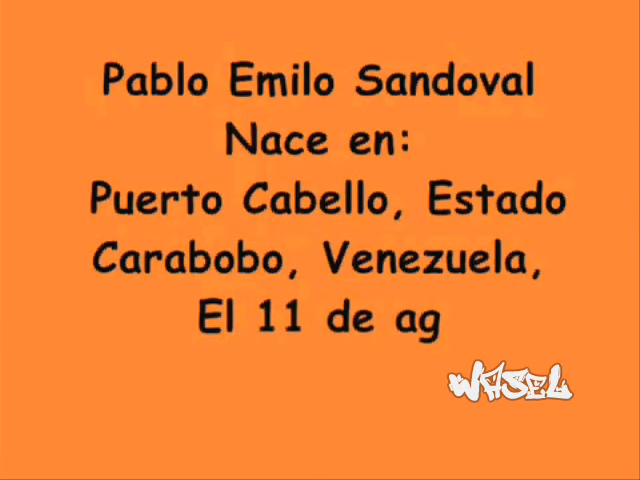 Pablo Emilo Sandoval
Nace en:
Puerto Cabello, Estado
Carabobo, Venezuela,
El 11 de ag
WASEL